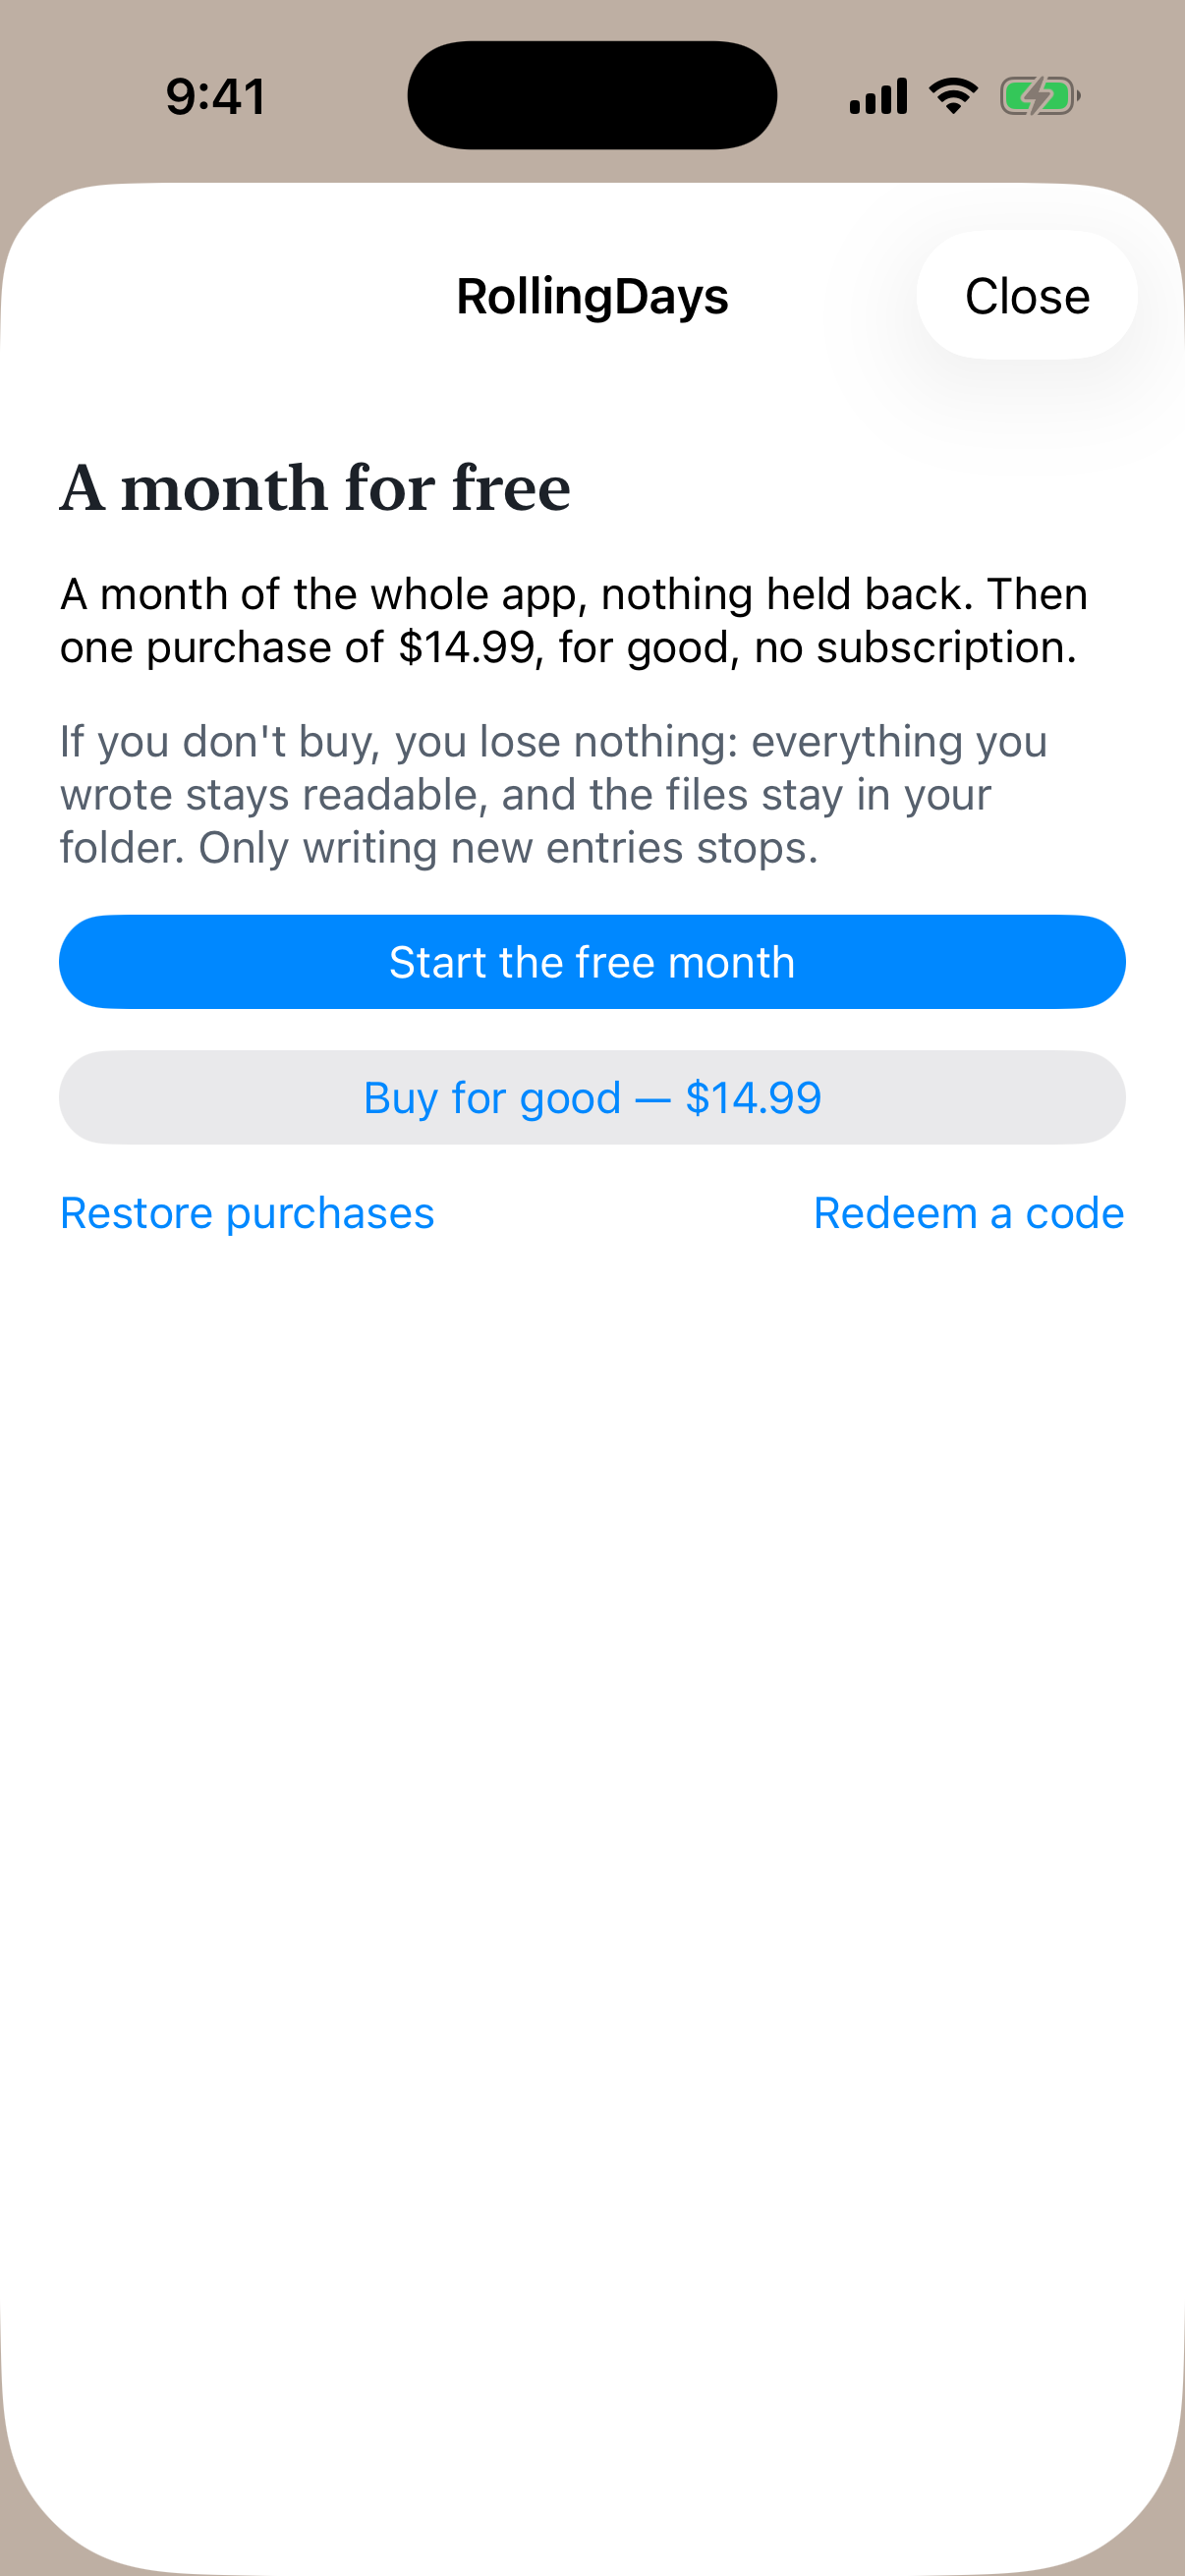 9:41
RollingDays
Close
A month for free
A month of the whole app, nothing held back. Then
one purchase of $14.99, for good, no subscription.
If you don't buy, you lose nothing: everything you
wrote stays readable, and the files stay in your
folder. Only writing new entries stops.
Start the free month
Buy for good — $14.99
Restore purchases
Redeem a code